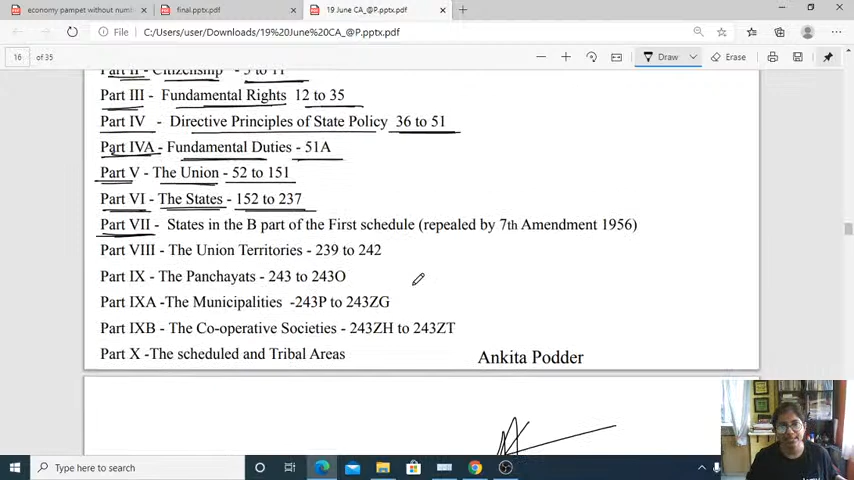 economy pampet without num
final.pptx.pdf
19 June CA_@P.pptx.pdf
File
C:/Users/user/Downloads/19%20June%20CA_@P.pptx.pdf
16 of 35
Draw
Erase
Part II - Citizenship - 5 to 11
Part III - Fundamental Rights 12 to 35
Part IV - Directive Principles of State Policy 36 to 51
Part IVA - Fundamental Duties - 51A
Part V - The Union - 52 to 151
Part VI - The States - 152 to 237
Part VII - States in the B part of the First schedule (repealed by 7th Amendment 1956)
Part VIII - The Union Territories - 239 to 242
Part IX - The Panchayats - 243 to 243O
Part IXA -The Municipalities -243P to 243ZG
Part IXB - The Co-operative Societies - 243ZH to 243ZT
Part X -The scheduled and Tribal Areas
Ankita Podder
Type here to search